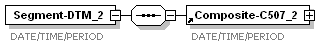 Segment-DTM_2
Composite-C507_2
DATE/TIME/PERIOD
DATE/TIME/PERIOD